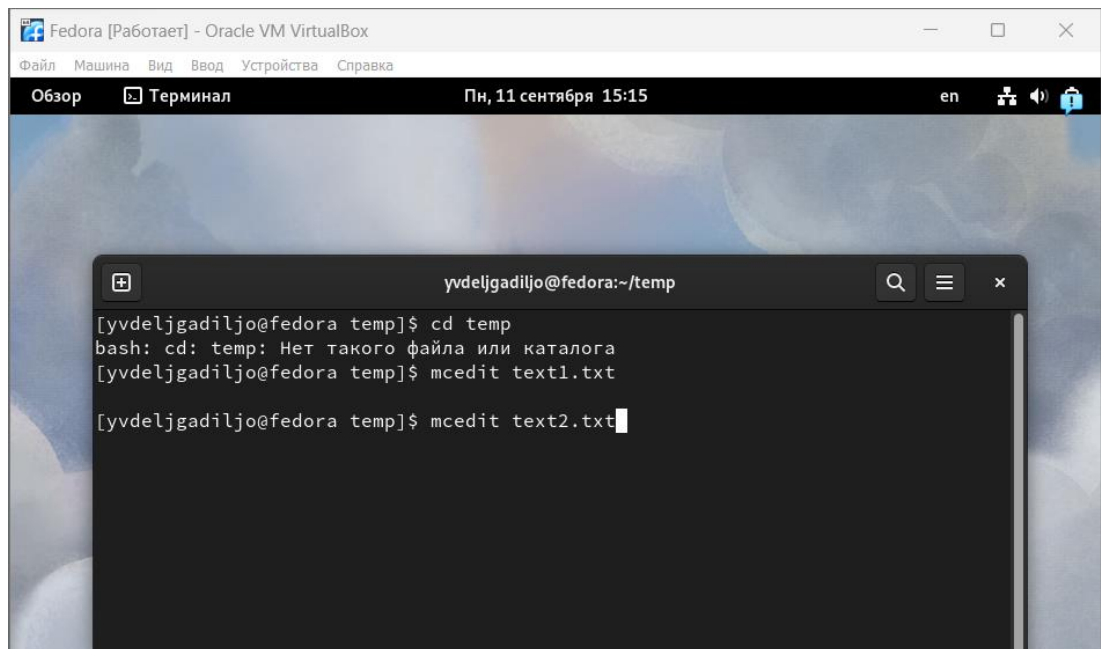 Fedora [Работает] - Oracle VM VirtualBox
Файл Машина Вид Ввод Устройства Справка
Обзор Терминал Пн, 11 сентября 15:15 en
yvdeljgadiljo@fedora:~/temp
[yvdeljgadiljo@fedora temp]$ cd temp
bash: cd: temp: Нет такого файла или каталога
[yvdeljgadiljo@fedora temp]$ mcedit text1.txt
[yvdeljgadiljo@fedora temp]$ mcedit text2.txt